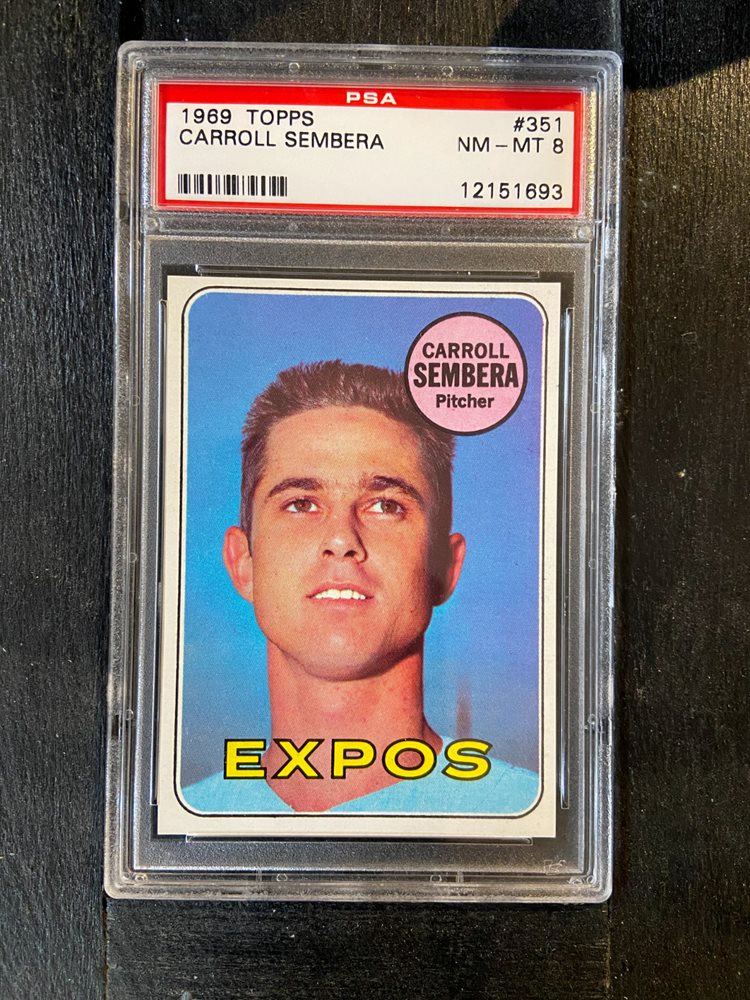 PSA
1969 TOPPS #351
CARROLL SEMBERA NM-MT 8
12151693
CARROLL
SEMBERA
Pitcher
EXPOS